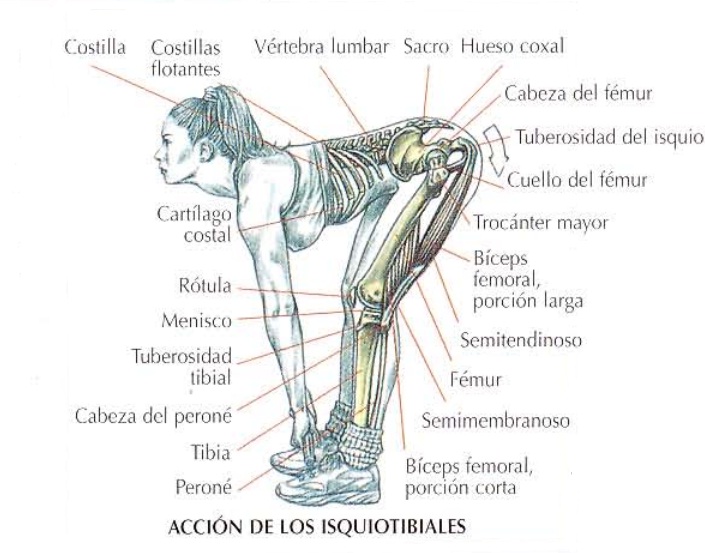 Costilla
Costillas
flotantes
Vértebra lumbar
Sacro
Hueso coxal
Cabeza del fémur
Tuberosidad del isquio
Cuello del fémur
Trocánter mayor
Bíceps
femoral,
porción larga
Semitendinoso
Fémur
Semimembranoso
Bíceps femoral,
porción corta
Cartílago
costal
Rótula
Menisco
Tuberosidad
tibial
Cabeza del peroné
Tibia
Peroné
ACCIÓN DE LOS ISQUIOTIBIALES